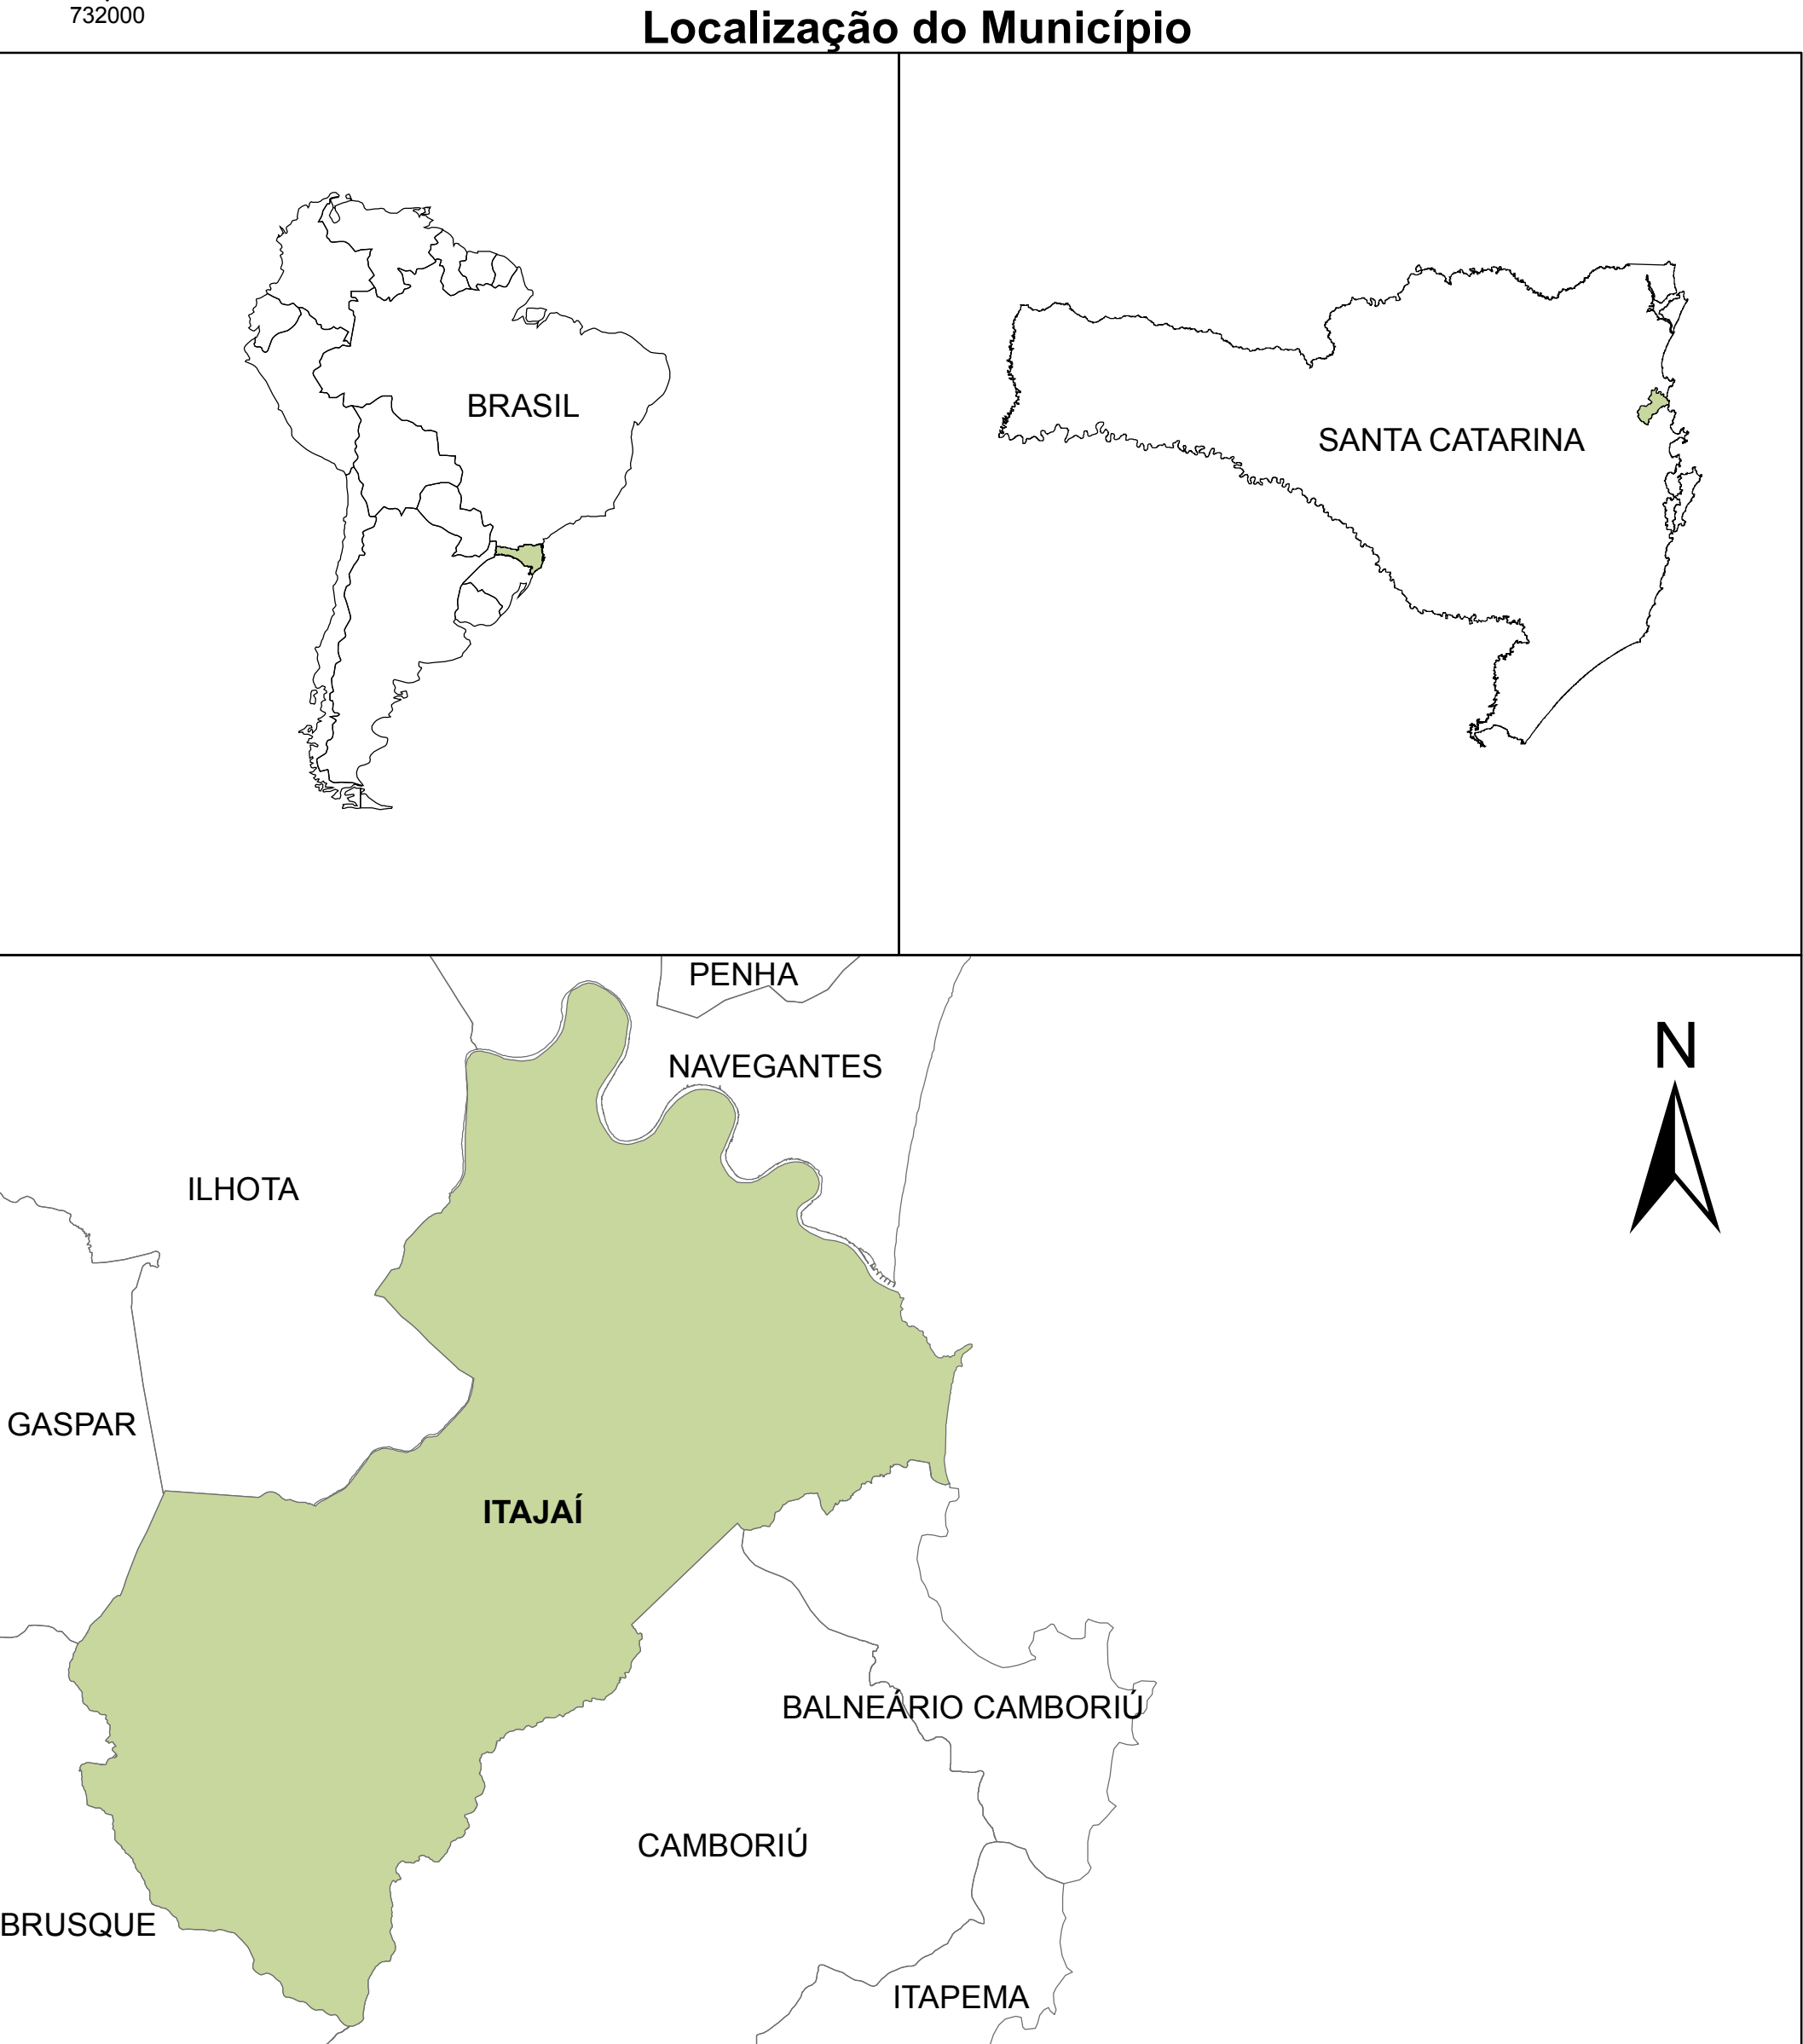 732000
Localização do Município
BRASIL
SANTA CATARINA
PENHA
N
NAVEGANTES
ILHOTA
GASPAR
ITAJAÍ
BALNEÁRIO CAMBORIÚ
CAMBORIÚ
BRUSQUE
ITAPEMA